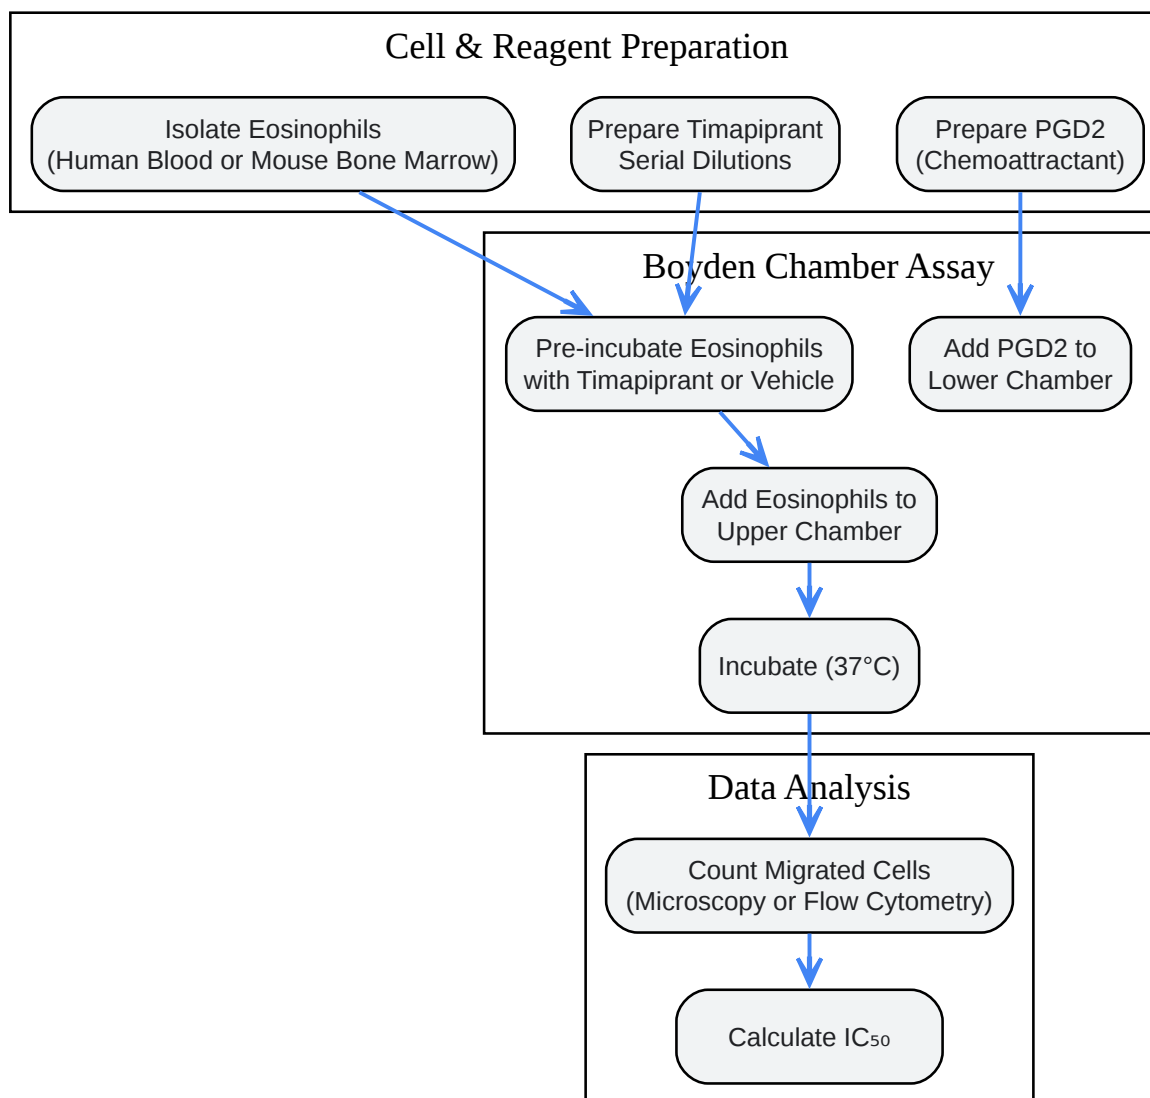 Cell & Reagent Preparation
Isolate Eosinophils
(Human Blood or Mouse Bone Marrow)
Prepare Timapiprant
Serial Dilutions
Prepare PGD2
(Chemoattractant)
Boyden Chamber Assay
Pre-incubate Eosinophils
with Timapiprant or Vehicle
Add PGD2 to
Lower Chamber
Add Eosinophils to
Upper Chamber
Incubate (37°C)
Data Analysis
Count Migrated Cells
(Microscopy or Flow Cytometry)
Calculate IC₅₀